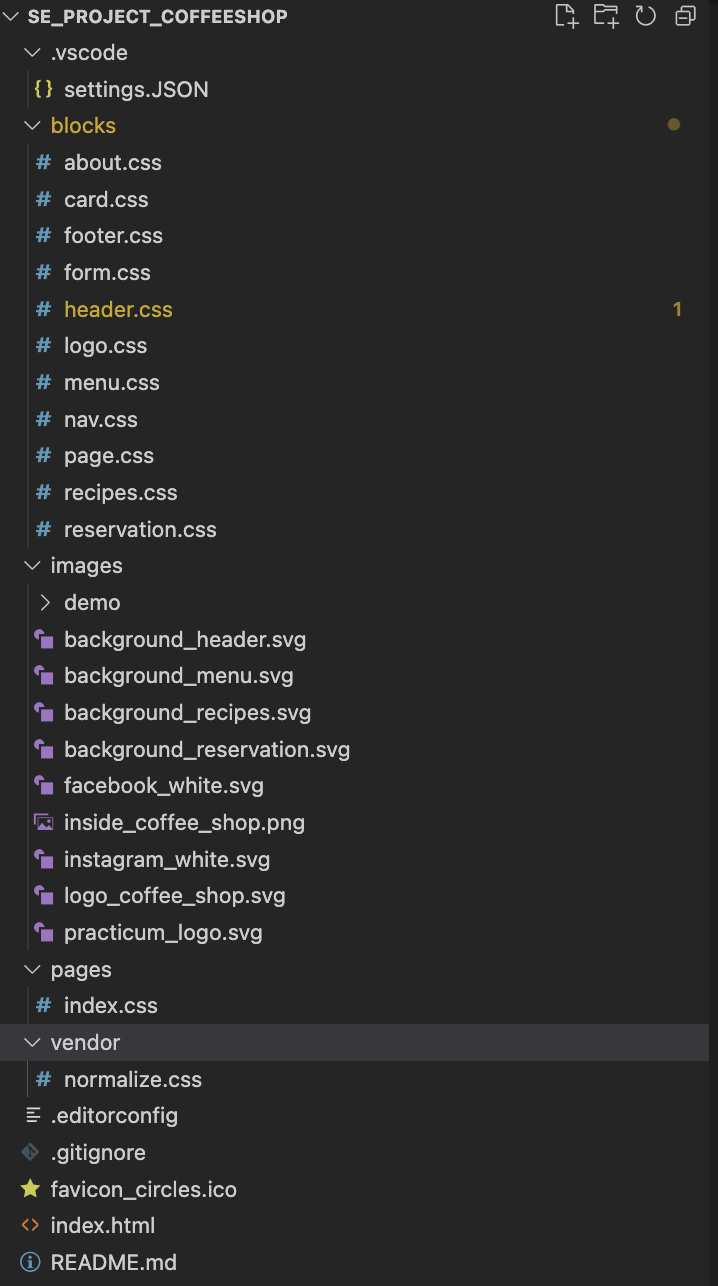 SE_PROJECT_COFFEESHOP
.vscode
{} settings.JSON
blocks
# about.css
# card.css
# footer.css
# form.css
# header.css 1
# logo.css
# menu.css
# nav.css
# page.css
# recipes.css
# reservation.css
images
demo
background_header.svg
background_menu.svg
background_recipes.svg
background_reservation.svg
facebook_white.svg
inside_coffee_shop.png
instagram_white.svg
logo_coffee_shop.svg
practicum_logo.svg
pages
# index.css
vendor
# normalize.css
.editorconfig
.gitignore
favicon_circles.ico
<> index.html
README.md